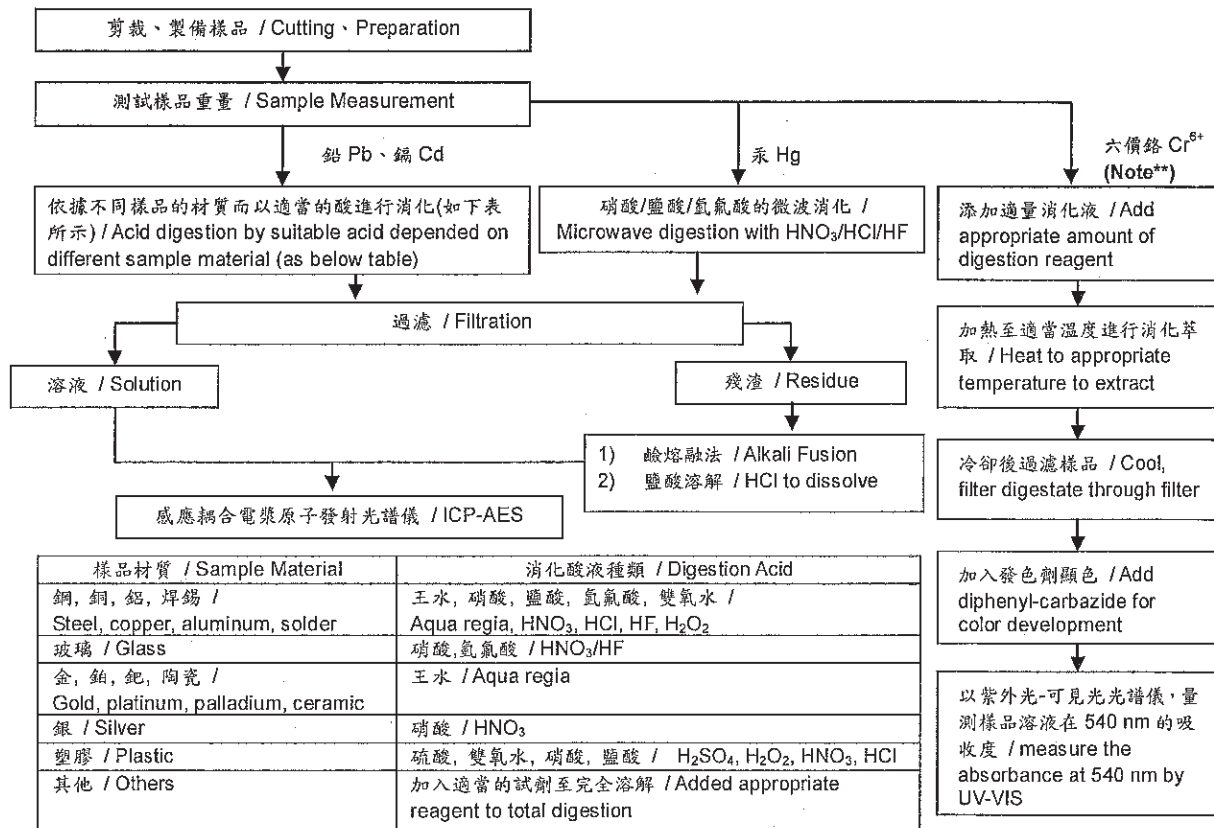 剪裁、製備樣品 / Cutting、Preparation
測試樣品重量 / Sample Measurement
鉛 Pb、鎘 Cd
汞 Hg
六價鉻 Cr⁶⁺
(Note**)
依據不同樣品的材質而以適當的酸進行消化(如下表
所示) / Acid digestion by suitable acid depended on
different sample material (as below table)
硝酸/鹽酸/氫氟酸的微波消化 /
Microwave digestion with HNO₃/HCl/HF
添加適量消化液 / Add
appropriate amount of
digestion reagent
過濾 / Filtration
加熱至適當溫度進行消化萃
取 / Heat to appropriate
temperature to extract
溶液 / Solution
殘渣 / Residue
1) 鹼熔融法 / Alkali Fusion
2) 鹽酸溶解 / HCl to dissolve
冷卻後過濾樣品 / Cool,
filter digestate through filter
感應耦合電漿原子發射光譜儀 / ICP-AES
加入發色劑顯色 / Add
diphenyl-carbazide for
color development
以紫外光-可見光光譜儀，量
測樣品溶液在 540 nm 的吸
收度 / measure the
absorbance at 540 nm by
UV-VIS
樣品材質 / Sample Material
消化酸液種類 / Digestion Acid
鋼, 銅, 鋁, 焊錫 /
Steel, copper, aluminum, solder
王水, 硝酸, 鹽酸, 氫氟酸, 雙氧水 /
Aqua regia, HNO₃, HCl, HF, H₂O₂
玻璃 / Glass
硝酸,氫氟酸 / HNO₃/HF
金, 鉑, 鈀, 陶瓷 /
Gold, platinum, palladium, ceramic
王水 / Aqua regia
銀 / Silver
硝酸 / HNO₃
塑膠 / Plastic
硫酸, 雙氧水, 硝酸, 鹽酸 / H₂SO₄, H₂O₂, HNO₃, HCl
其他 / Others
加入適當的試劑至完全溶解 / Added appropriate
reagent to total digestion